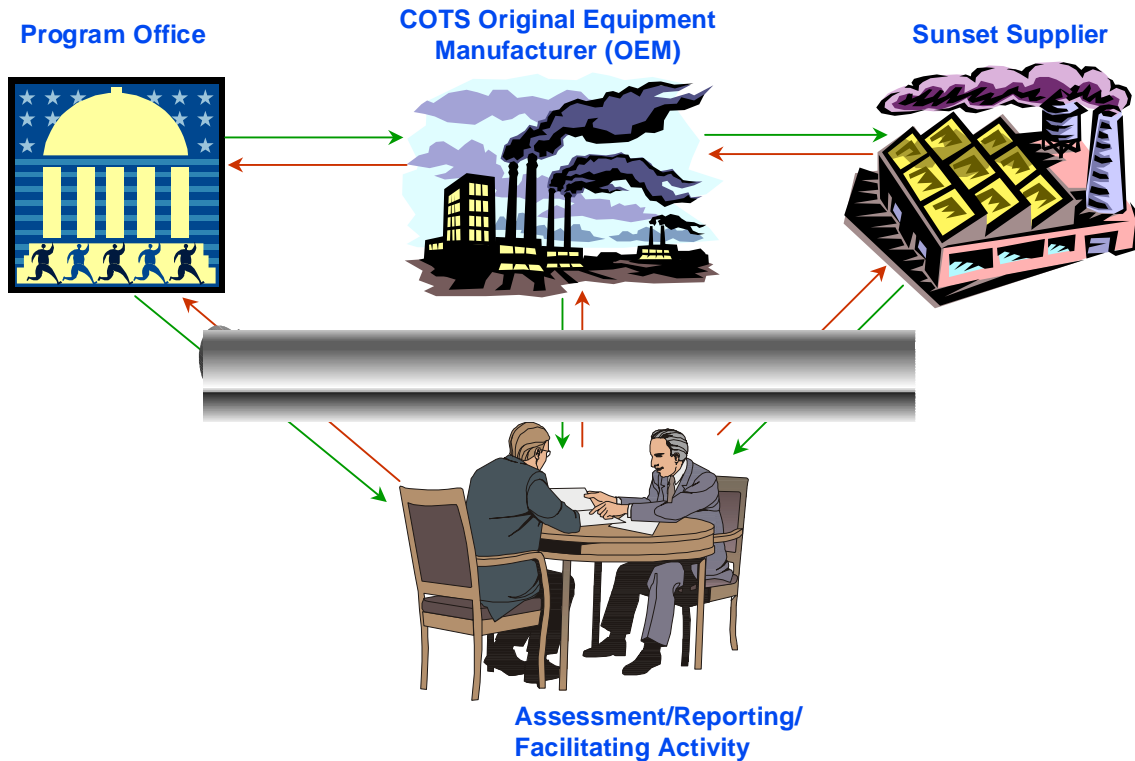 Program Office
COTS Original Equipment
Manufacturer (OEM)
Sunset Supplier
Assessment/Reporting/
Facilitating Activity